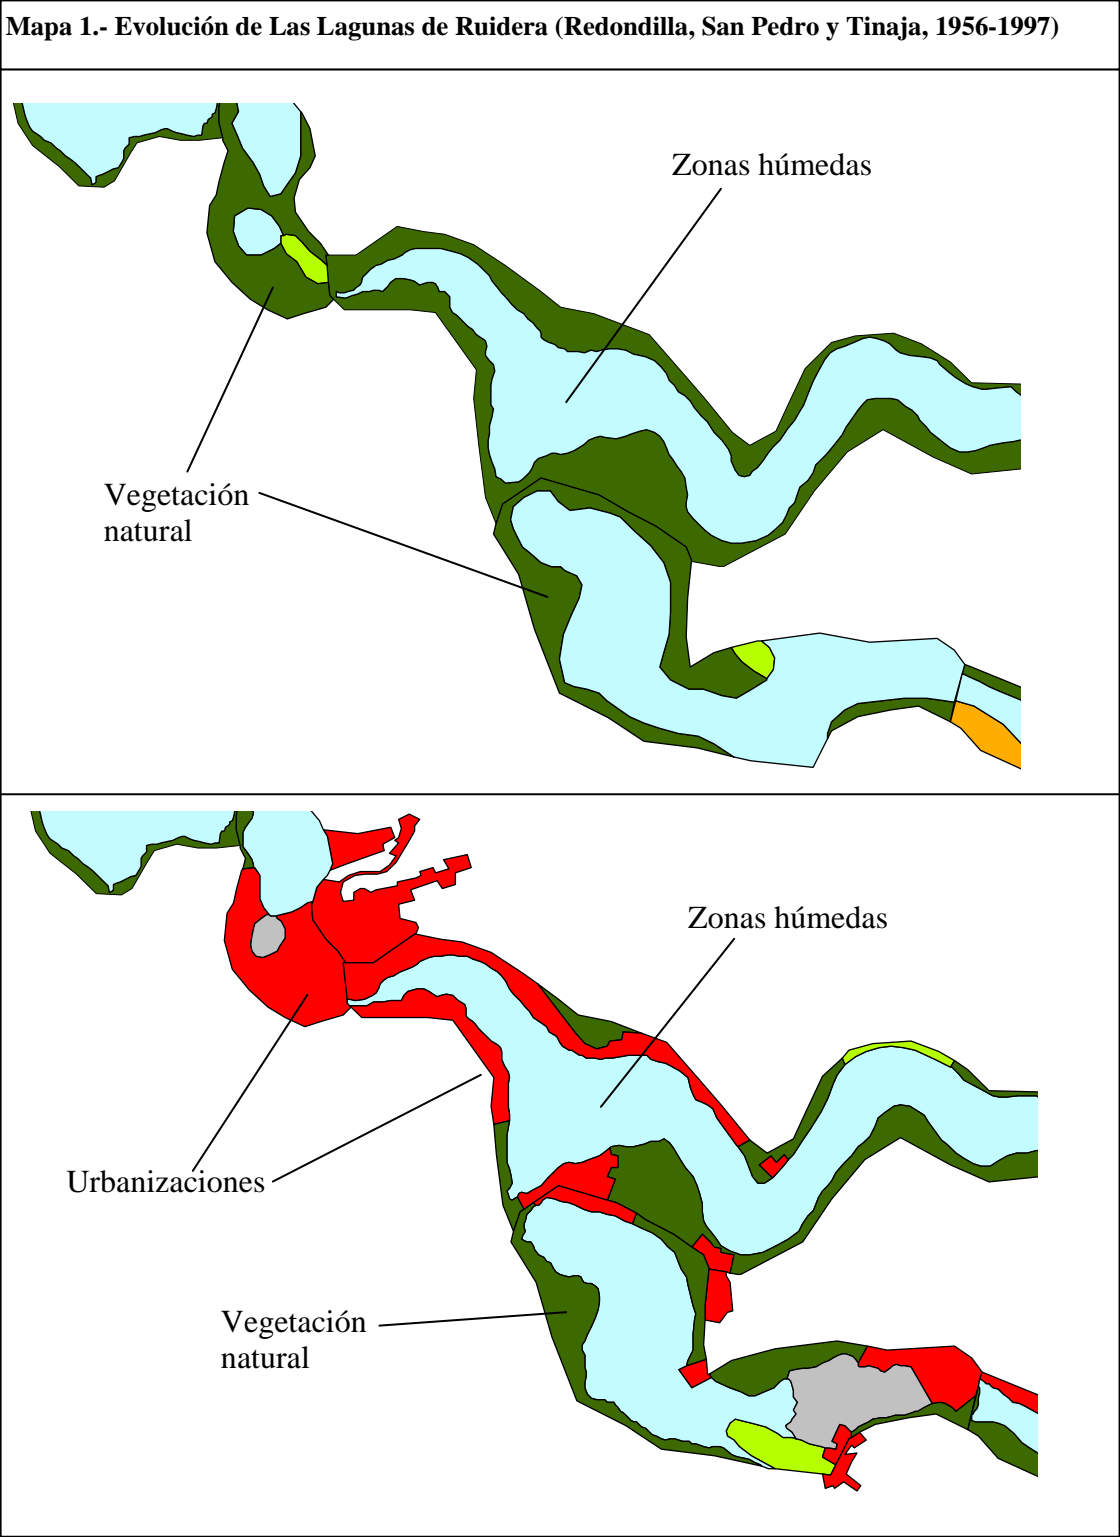 Mapa 1.- Evolución de Las Lagunas de Ruidera (Redondilla, San Pedro y Tinaja, 1956-1997)
Zonas húmedas
Vegetación
natural
Zonas húmedas
Urbanizaciones
Vegetación
natural